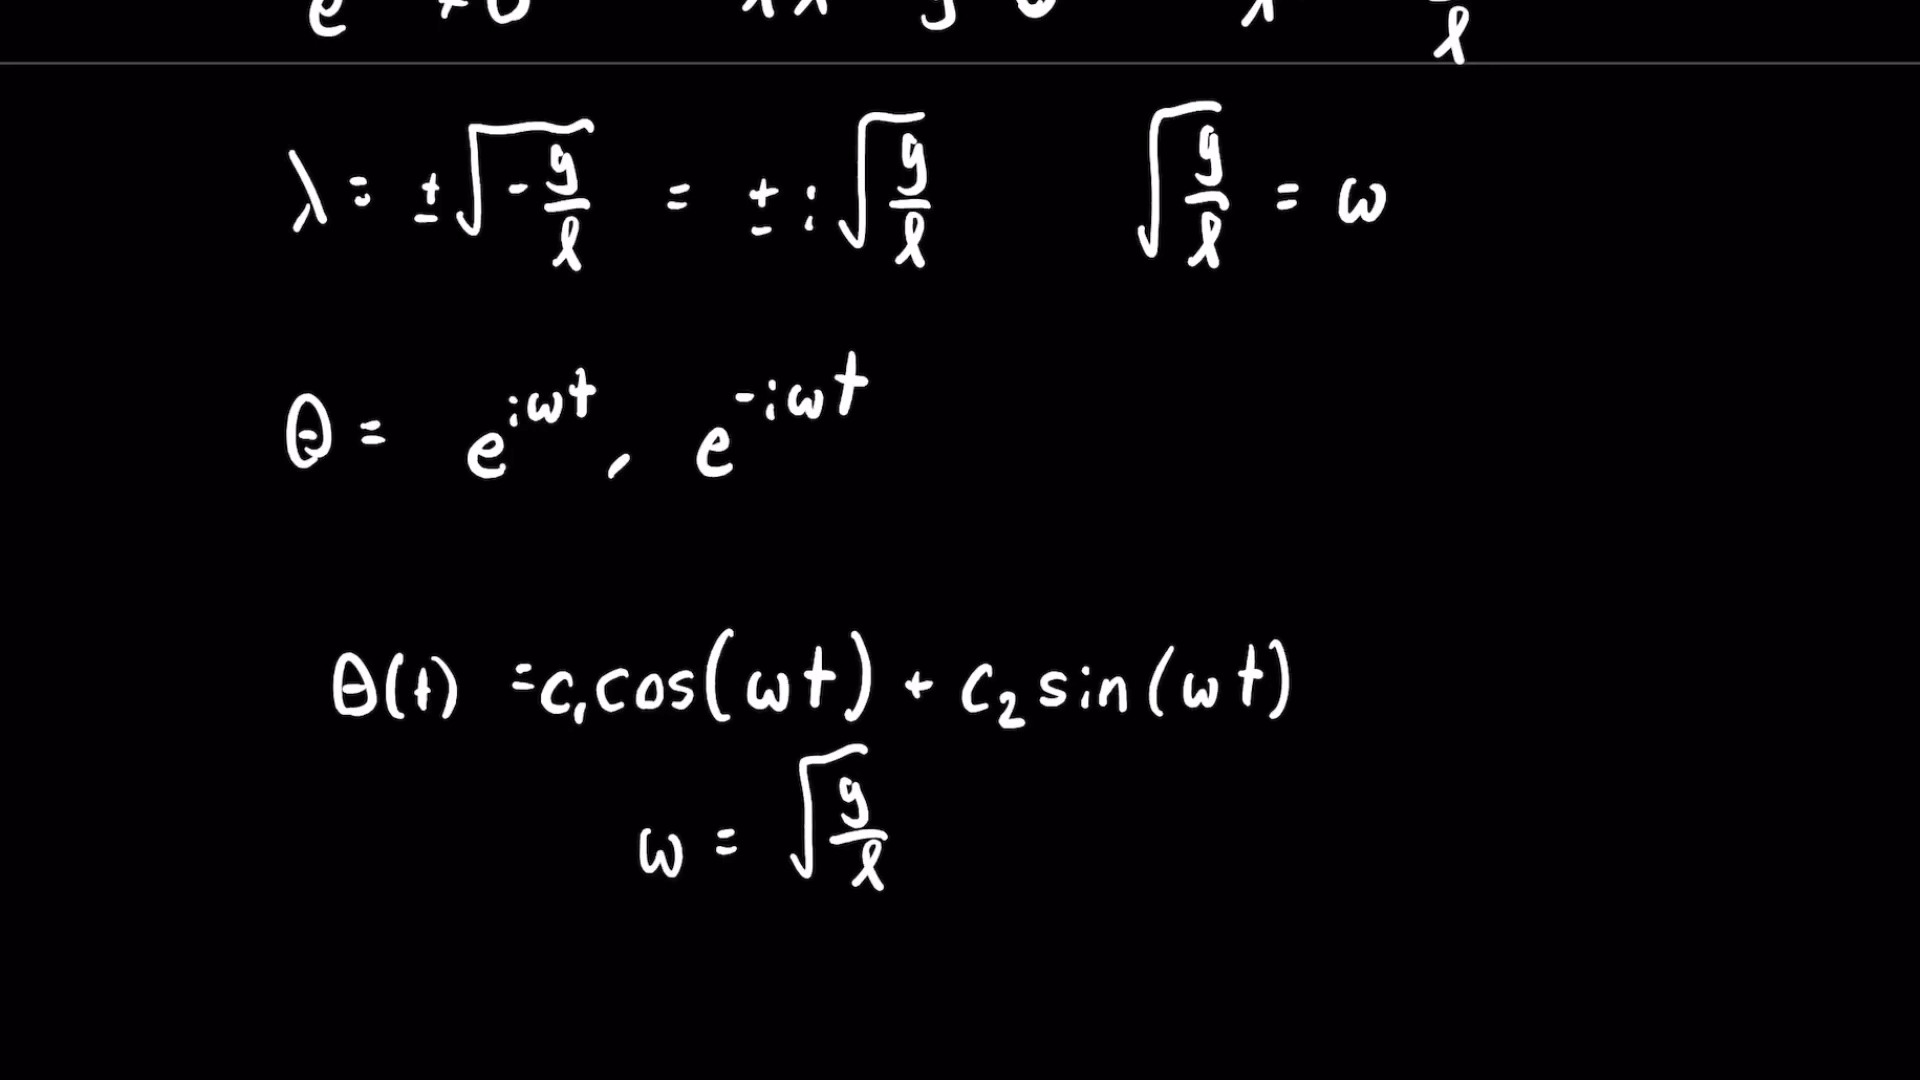 λ = ±√(-g/ℓ) = ±i√(g/ℓ) √(g/ℓ) = ω
θ = e^(iωt), e^(-iωt)
θ(t) = c₁cos(ωt) + c₂sin(ωt)
ω = √(g/ℓ)